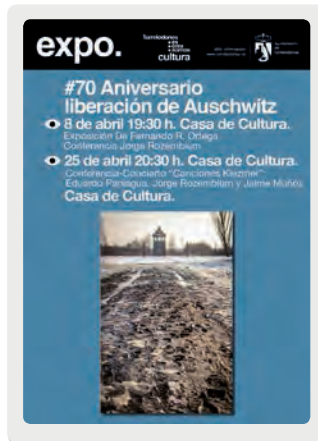 expo.
cultura
#70 Aniversario
liberación de Auschwitz
8 de abril 19:30 h. Casa de Cultura.
Exposición De Fernando R. Ortega
Conferencia Jorge Rozemblum
25 de abril 20:30 h. Casa de Cultura.
Conferencia-Concierto "Canciones Klezmer":
Eduardo Paniagua, Jorge Rozemblum y Jaime Muñoz
Casa de Cultura.